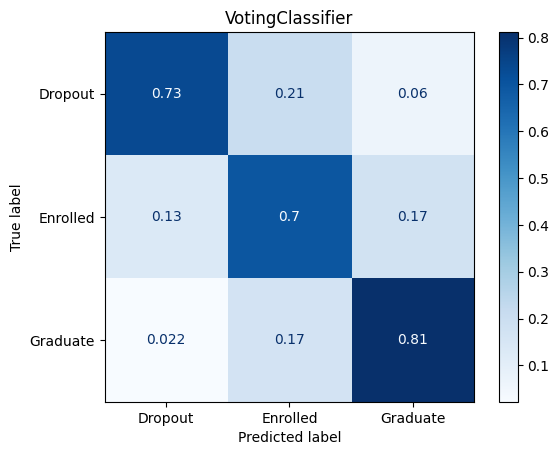 VotingClassifier
Dropout 0.73 0.21 0.06
Enrolled 0.13 0.7 0.17
Graduate 0.022 0.17 0.81
Dropout Enrolled Graduate
Predicted label
True label
0.8
0.7
0.6
0.5
0.4
0.3
0.2
0.1